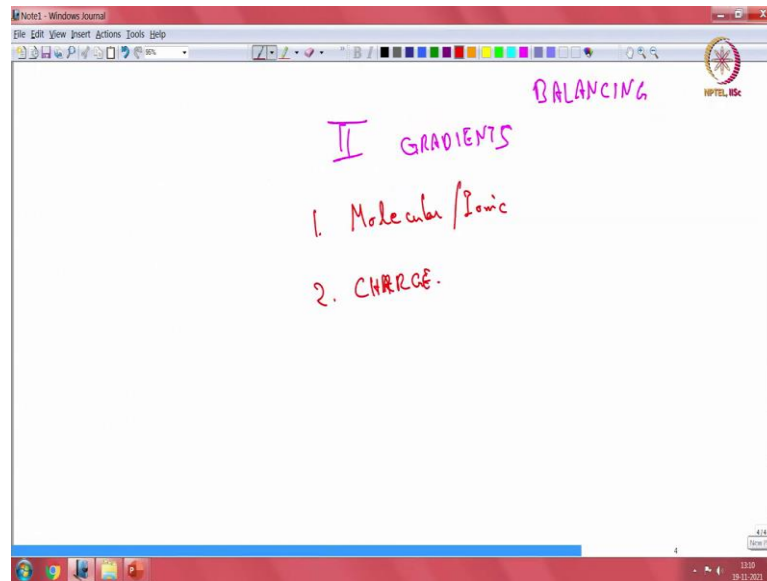 Note1 - Windows Journal
File Edit View Insert Actions Tools Help
95%
B I
NPTEL, IISc
BALANCING
II GRADIENTS
1. Molecular/Ionic
2. CHARGE.
4/4
4
13:10
19-11-2021